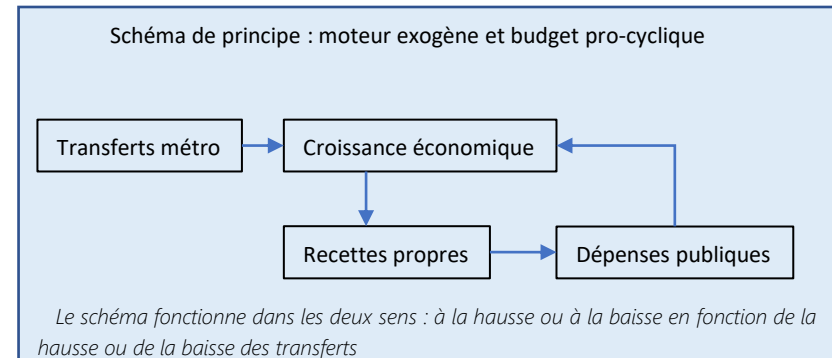 Schéma de principe : moteur exogène et budget pro-cyclique
Transferts métro
Croissance économique
Recettes propres
Dépenses publiques
Le schéma fonctionne dans les deux sens : à la hausse ou à la baisse en fonction de la
hausse ou de la baisse des transferts